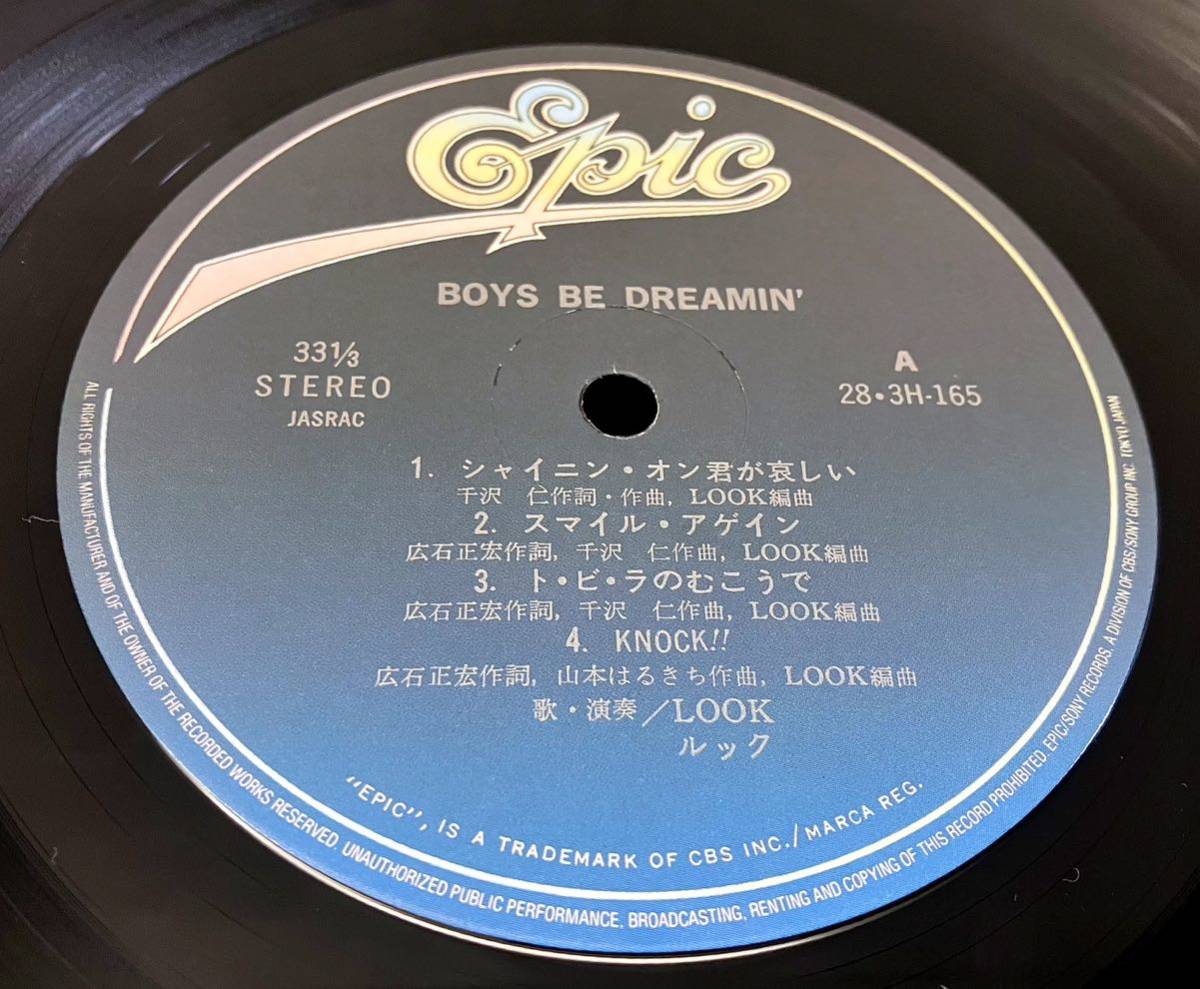 Epic
BOYS BE DREAMIN'
33⅓
STEREO
JASRAC
A
28・3H-165
1. シャイニン・オン君が哀しい
千沢 仁作詞・作曲, LOOK編曲
2. スマイル・アゲイン
広石正宏作詞, 千沢 仁作曲, LOOK編曲
3. ト・ビ・ラのむこうで
広石正宏作詞, 千沢 仁作曲, LOOK編曲
4. KNOCK!!
広石正宏作詞, 山本はるきち作曲, LOOK編曲
歌・演奏／LOOK
ルック
"EPIC", IS A TRADEMARK OF CBS INC./MARCA REG.
ALL RIGHTS OF THE MANUFACTURER AND OF THE OWNER OF THE RECORDED WORKS RESERVED. UNAUTHORIZED PUBLIC PERFORMANCE, BROADCASTING, RENTING AND COPYING OF THIS RECORD PROHIBITED. EPIC/SONY RECORDS. A DIVISION OF CBS/SONY GROUP INC. TOKYO JAPAN